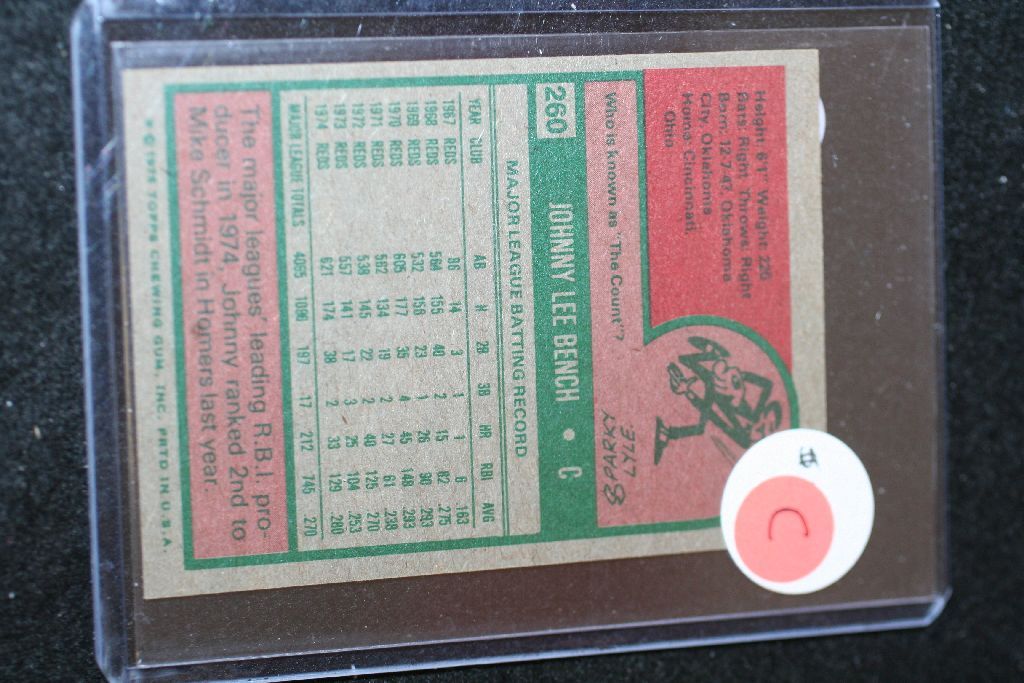 Height: 6'1" Weight: 220
Bats: Right Throws: Right
Born: 12-7-47, Oklahoma
City, Oklahoma
Home: Cincinnati,
Ohio
Who is known as "The Count"?
SPARKY
LYLE
260 JOHNNY LEE BENCH • C
MAJOR LEAGUE BATTING RECORD
YEAR CLUB AB H 2B 3B HR RBI AVG
1967 REDS 86 14 3 1 1 6 .163
1968 REDS 564 155 40 2 15 82 .275
1969 REDS 532 156 23 1 26 90 .293
1970 REDS 605 177 35 4 45 148 .293
1971 REDS 562 134 19 2 27 61 .238
1972 REDS 538 145 22 2 40 125 .270
1973 REDS 557 141 17 3 25 104 .253
1974 REDS 621 174 38 2 33 129 .280
MAJOR LEAGUE TOTALS 4065 1096 197 17 212 745 .270
The major leagues' leading R.B.I. pro-
ducer in 1974, Johnny ranked 2nd to
Mike Schmidt in Homers last year.
* © 1975 TOPPS CHEWING GUM, INC. PRTD. IN U.S.A.
C